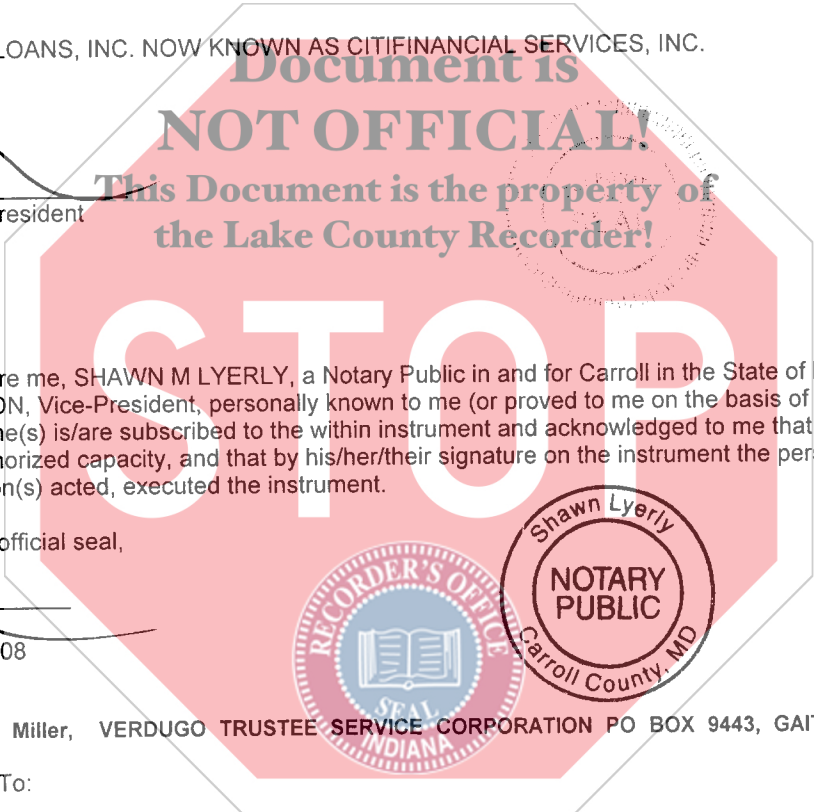 LOANS, INC. NOW KNOWN AS CITIFINANCIAL SERVICES, INC.
Document is
NOT OFFICIAL!
This Document is the property of
the Lake County Recorder!
resident
STOP
re me, SHAWN M LYERLY, a Notary Public in and for Carroll in the State of
ON, Vice-President, personally known to me (or proved to me on the basis of
e(s) is/are subscribed to the within instrument and acknowledged to me that
orized capacity, and that by his/her/their signature on the instrument the per
n(s) acted, executed the instrument.
official seal,
Shawn Lyerly
NOTARY
PUBLIC
Carroll County, MD
08
RECORDER'S OFFICE
SEAL
INDIANA
Miller, VERDUGO TRUSTEE SERVICE CORPORATION PO BOX 9443, GAI
To: